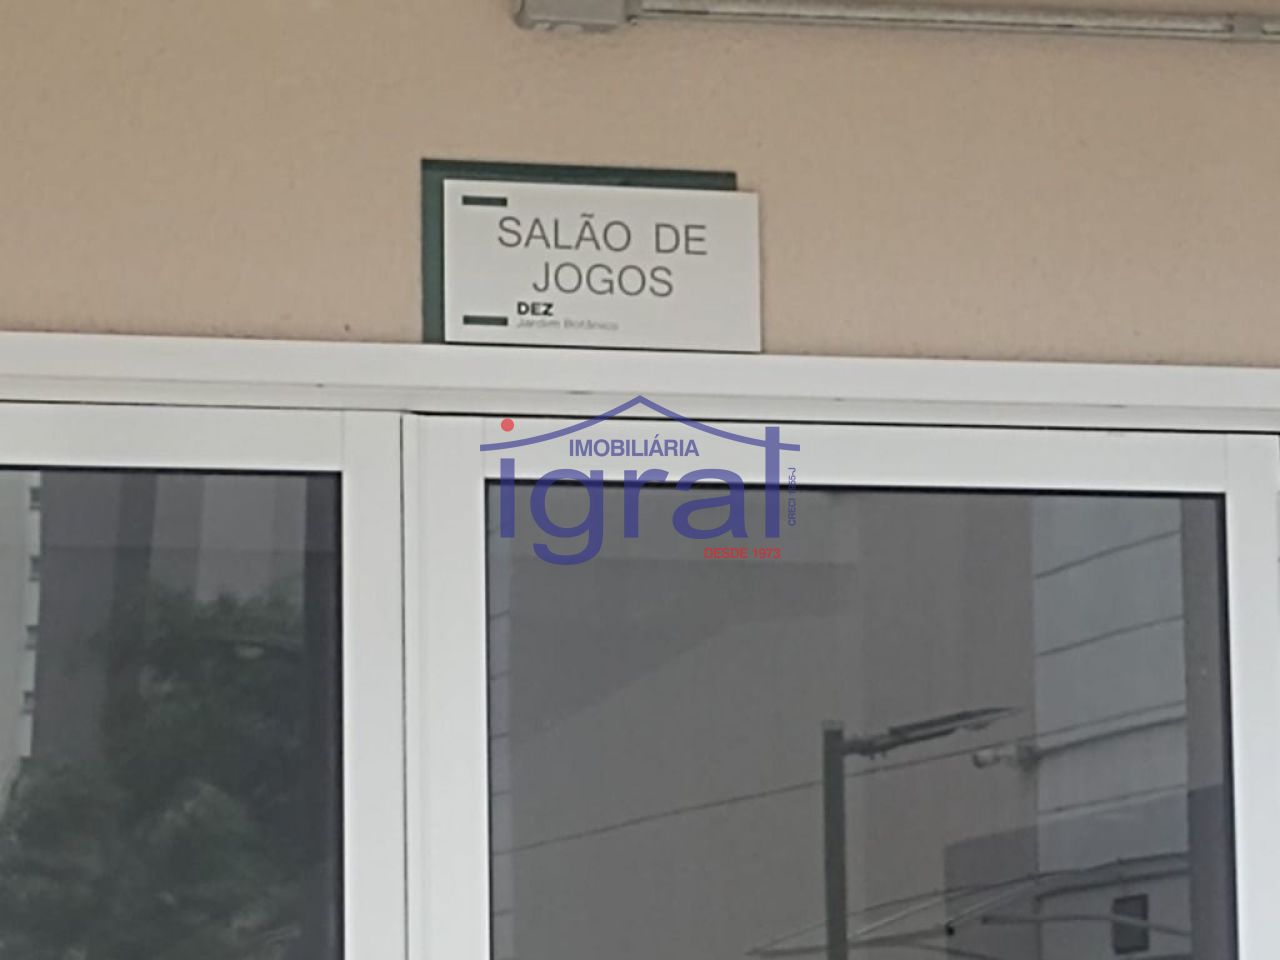 SALÃO DE
JOGOS
DEZ
Jardim Botânico
IMOBILIÁRIA
igral
DESDE 1973